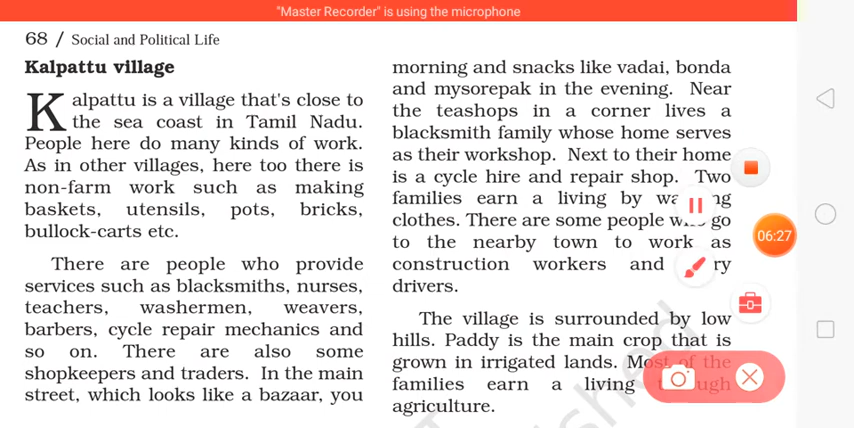 "Master Recorder" is using the microphone
68 / Social and Political Life
Kalpattu village
Kalpattu is a village that's close to
the sea coast in Tamil Nadu.
People here do many kinds of work.
As in other villages, here too there is
non-farm work such as making
baskets, utensils, pots, bricks,
bullock-carts etc.
There are people who provide
services such as blacksmiths, nurses,
teachers, washermen, weavers,
barbers, cycle repair mechanics and
so on. There are also some
shopkeepers and traders. In the main
street, which looks like a bazaar, you
morning and snacks like vadai, bonda
and mysorepak in the evening. Near
the teashops in a corner lives a
blacksmith family whose home serves
as their workshop. Next to their home
is a cycle hire and repair shop. Two
families earn a living by
clothes. There are some people who go
to the nearby town to work as
construction workers and
drivers.
The village is surrounded by low
hills. Paddy is the main crop that is
grown in irrigated lands. Most of the
families earn a living through
agriculture.
06:27